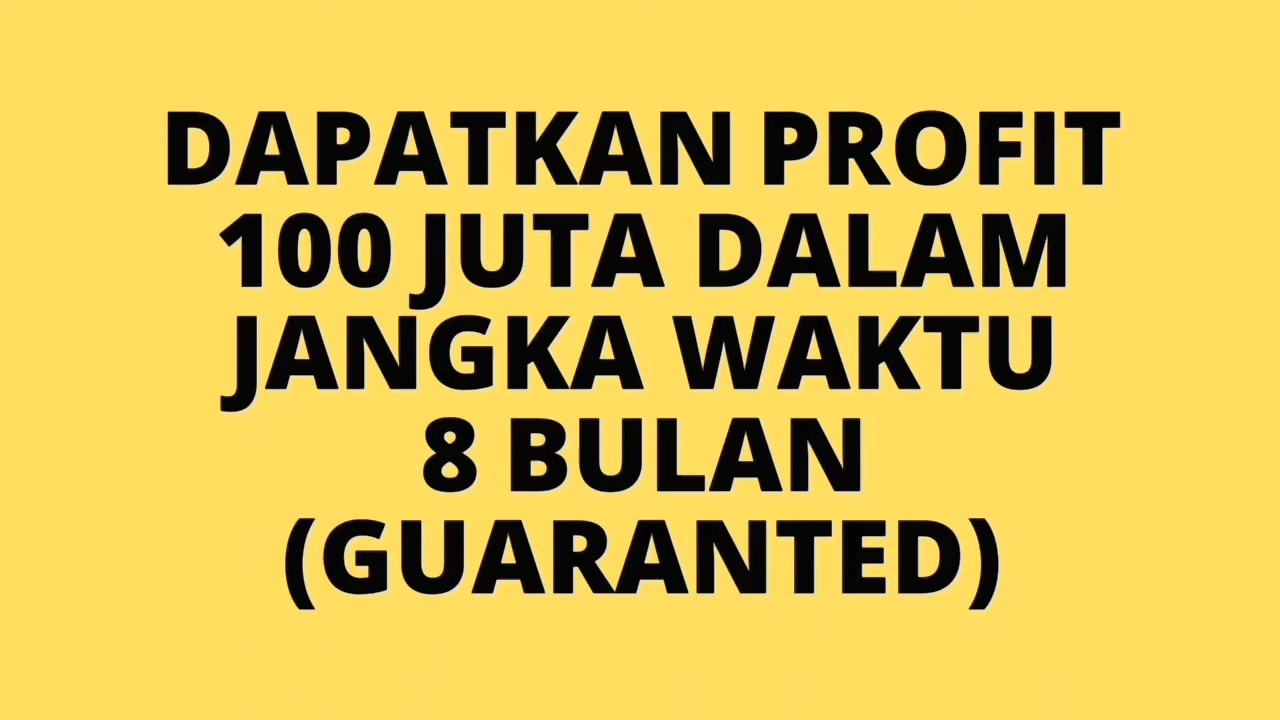 DAPATKAN PROFIT
100 JUTA DALAM
JANGKA WAKTU
8 BULAN
(GUARANTED)